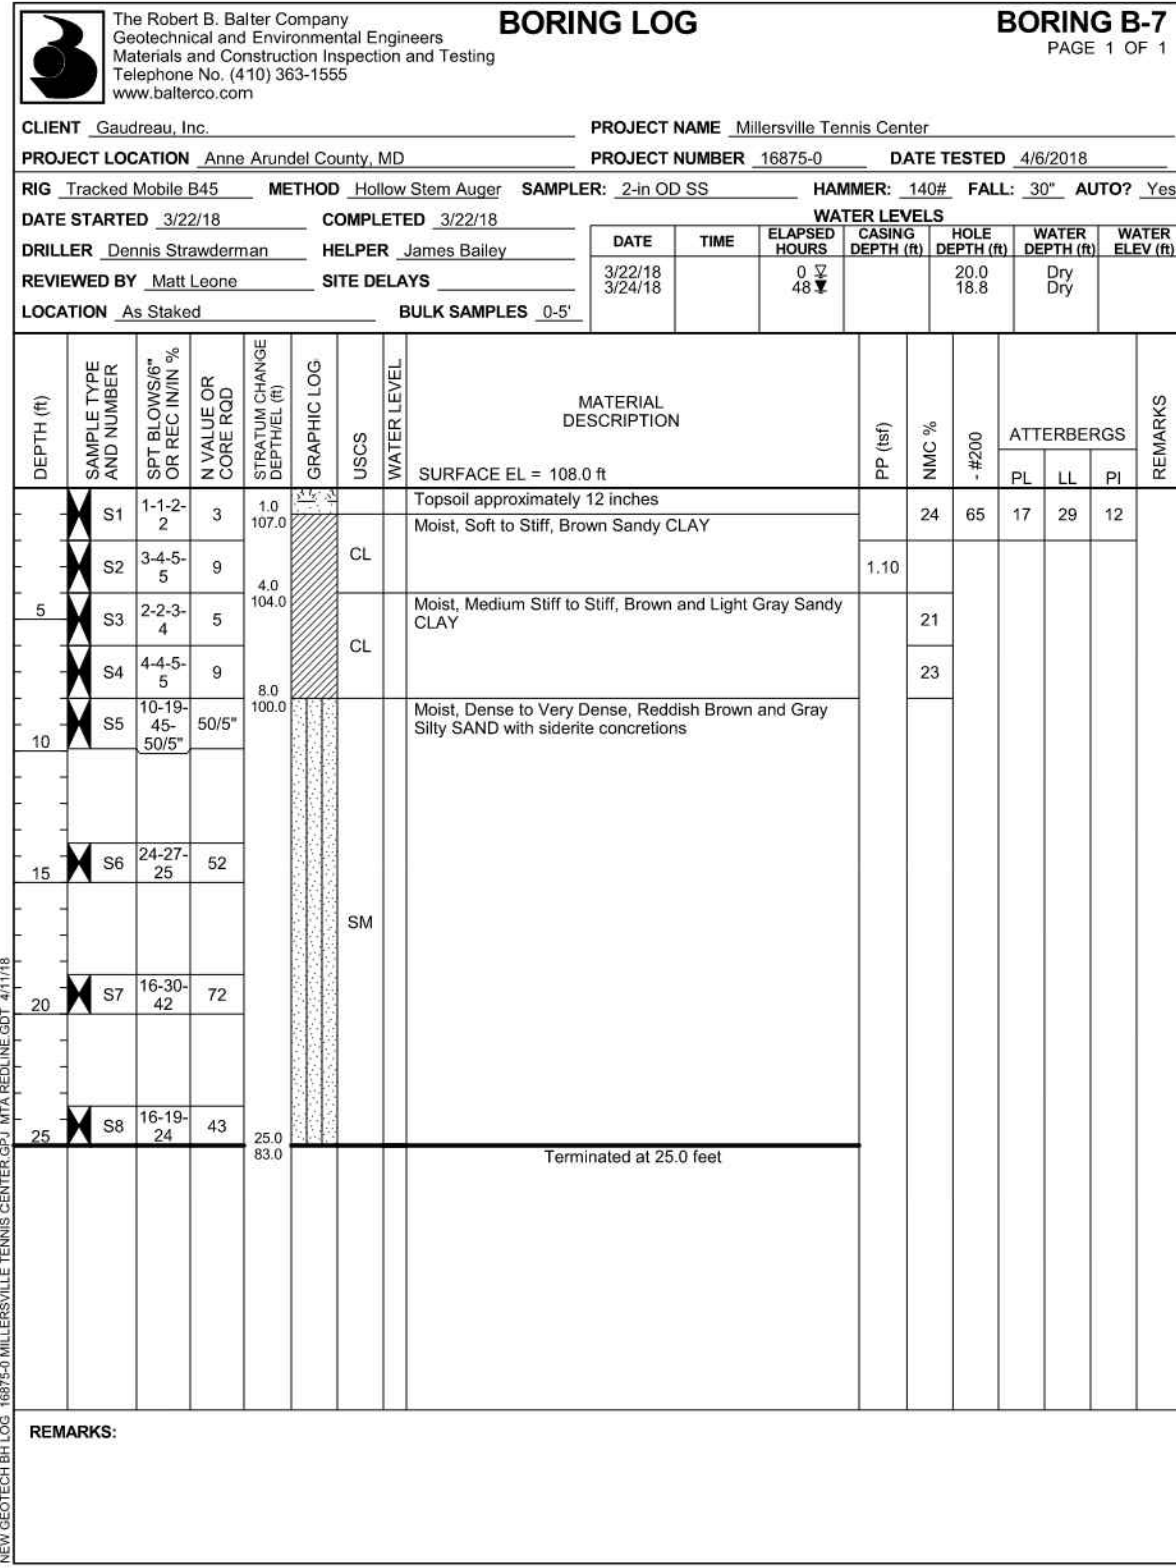 The Robert B. Balter Company
Geotechnical and Environmental Engineers
Materials and Construction Inspection and Testing
Telephone No. (410) 363-1555
www.balterco.com
BORING LOG
BORING B-7
PAGE 1 OF 1
CLIENT Gaudreau, Inc. PROJECT NAME Millersville Tennis Center
PROJECT LOCATION Anne Arundel County, MD PROJECT NUMBER 16875-0 DATE TESTED 4/6/2018
RIG Tracked Mobile B45 METHOD Hollow Stem Auger SAMPLER: 2-in OD SS HAMMER: 140# FALL: 30" AUTO? Yes
DATE STARTED 3/22/18 COMPLETED 3/22/18
DRILLER Dennis Strawderman HELPER James Bailey
REVIEWED BY Matt Leone SITE DELAYS
LOCATION As Staked BULK SAMPLES 0-5'
WATER LEVELS
DATE TIME ELAPSED HOURS CASING DEPTH (ft) HOLE DEPTH (ft) WATER DEPTH (ft) WATER ELEV (ft)
3/22/18 0 20.0 Dry
3/24/18 48 18.8 Dry
DEPTH (ft)
SAMPLE TYPE
AND NUMBER
SPT BLOWS/6"
OR REC IN/IN %
N VALUE OR
CORE RQD
STRATUM CHANGE
DEPTH/EL (ft)
GRAPHIC LOG
USCS
WATER LEVEL
MATERIAL
DESCRIPTION
SURFACE EL = 108.0 ft
PP (tsf)
NMC %
- #200
ATTERBERGS
PL LL PI
REMARKS
S1 1-1-2-
2 3 1.0
107.0 Topsoil approximately 12 inches
Moist, Soft to Stiff, Brown Sandy CLAY
24 65 17 29 12
CL
S2 3-4-5-
5 9 1.10
4.0
104.0
5
S3 2-2-3-
4 5 Moist, Medium Stiff to Stiff, Brown and Light Gray Sandy
CLAY
21
CL
S4 4-4-5-
5 9 23
8.0
100.0
S5 10-19-
45-
50/5" 50/5" Moist, Dense to Very Dense, Reddish Brown and Gray
Silty SAND with siderite concretions
10
S6 24-27-
25 52
15
SM
S7 16-30-
42 72
20
S8 16-19-
24 43
25
25.0
83.0
Terminated at 25.0 feet
REMARKS:
NEW GEOTECH BH LOG 16875-0 MILLERSVILLE TENNIS CENTER.GPJ MTA REDLINE.GDT 4/11/18